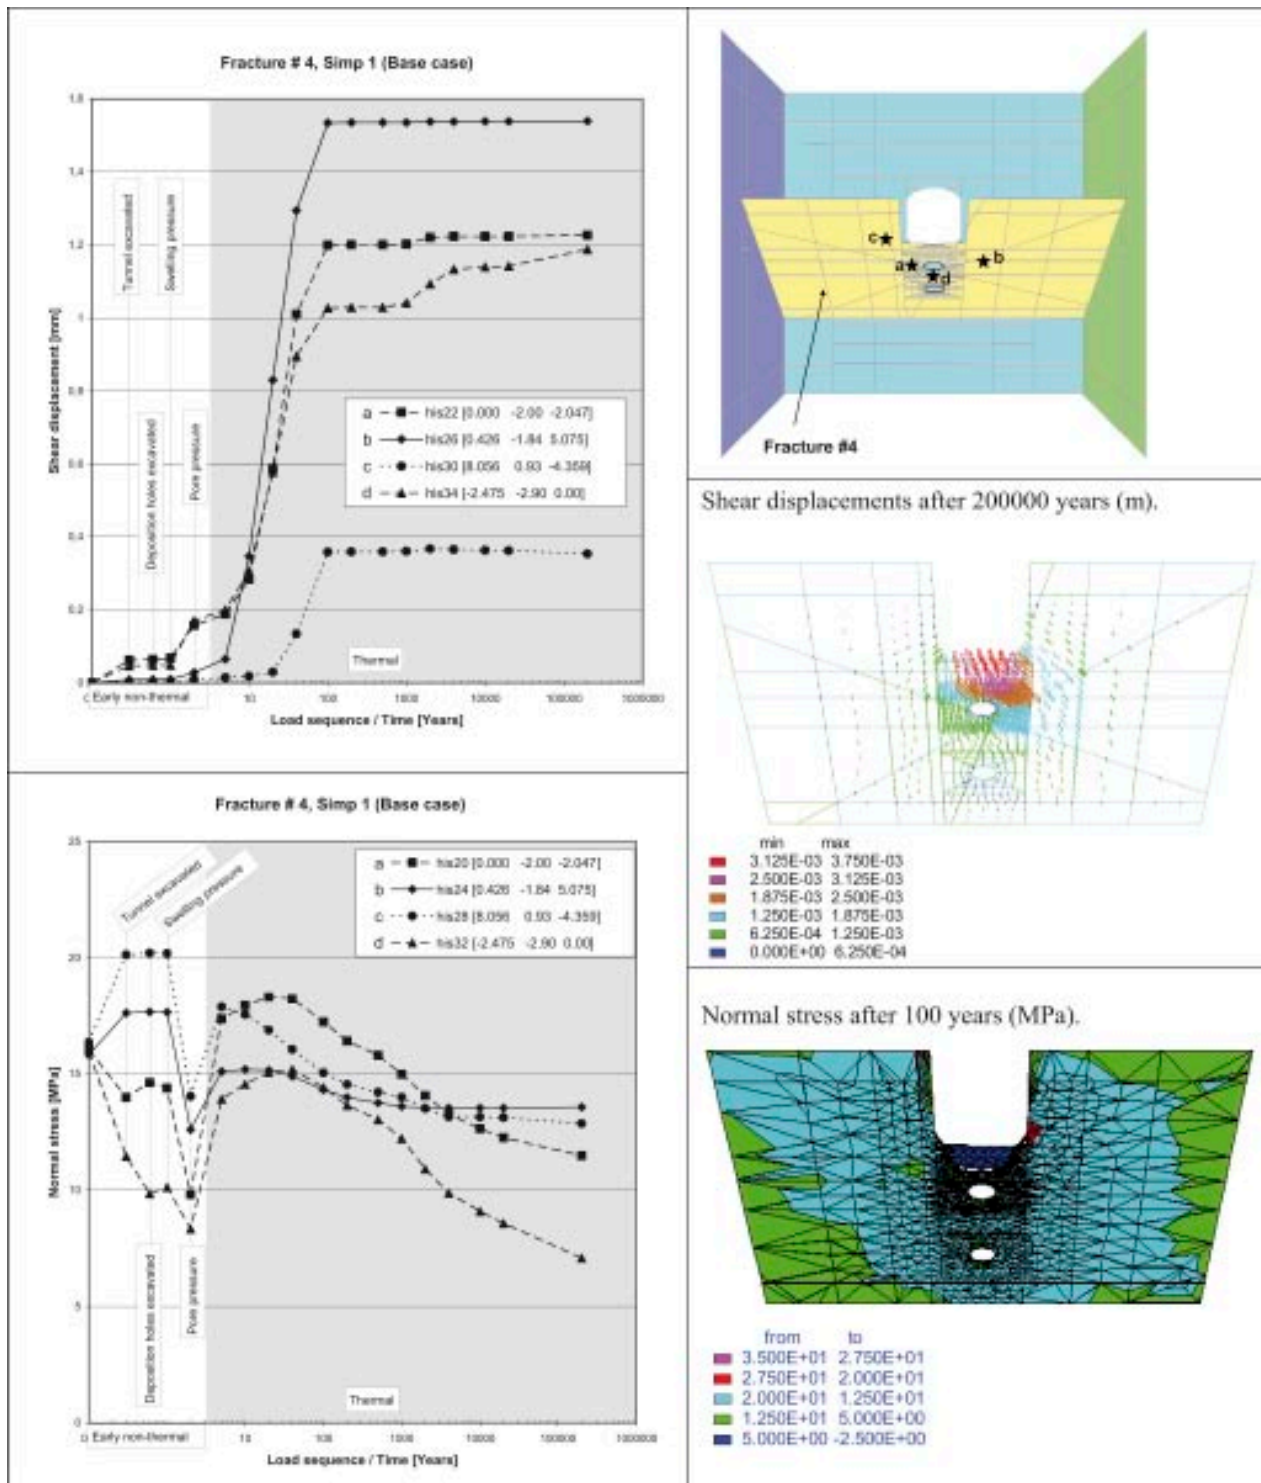 Fracture # 4, Simp 1 (Base case)
Shear displacement [mm]
1,8
1,6
1,4
1,2
1
0,8
0,6
0,4
0,2
0
Tunnel excavated
Swelling pressure
Deposition holes excavated
Pore pressure
a his22 [0.000 -2.00 -2.047]
b his26 [0.426 -1.84 5.075]
c his30 [8.056 0.93 -4.359]
d his34 [-2.475 -2.90 0.00]
Thermal
Early non-thermal
10 100 1000 10000 100000 1000000
Load sequence / Time [Years]
c
a
b
d
Fracture #4
Shear displacements after 200000 years (m).
min max
3.125E-03 3.750E-03
2.500E-03 3.125E-03
1.875E-03 2.500E-03
1.250E-03 1.875E-03
6.250E-04 1.250E-03
0.000E+00 6.250E-04
Fracture # 4, Simp 1 (Base case)
Normal stress [MPa]
25
20
15
10
5
0
Tunnel excavated
Swelling pressure
Deposition holes excavated
Pore pressure
a his20 [0.000 -2.00 -2.047]
b his24 [0.426 -1.84 5.075]
c his28 [8.056 0.93 -4.359]
d his32 [-2.475 -2.90 0.00]
Thermal
Early non-thermal
10 100 1000 10000 100000 1000000
Load sequence / Time [Years]
Normal stress after 100 years (MPa).
from to
3.500E+01 2.750E+01
2.750E+01 2.000E+01
2.000E+01 1.250E+01
1.250E+01 5.000E+00
5.000E+00 -2.500E+00